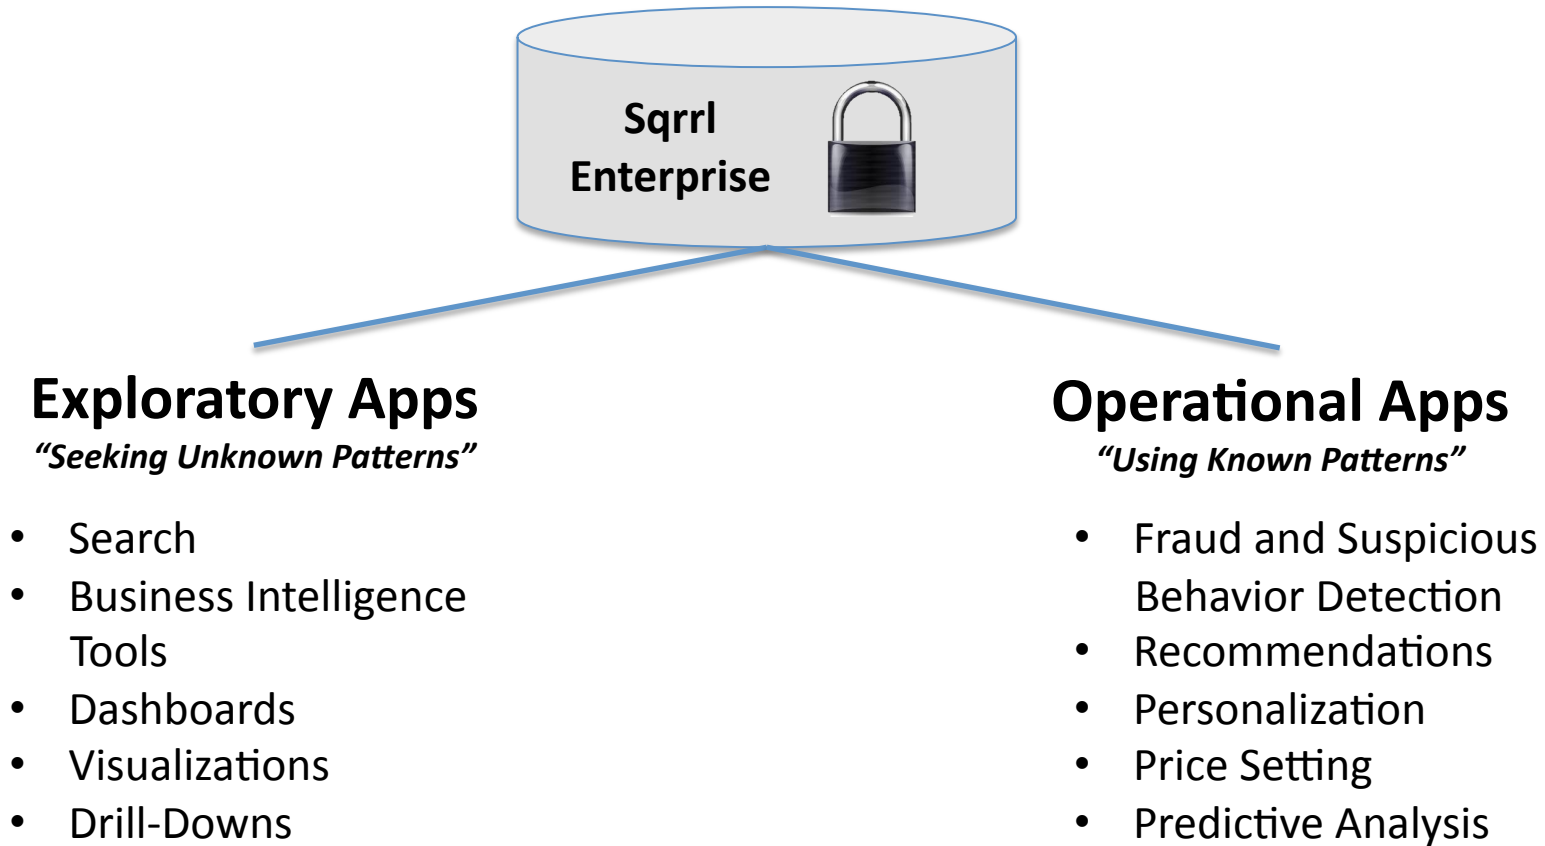 Sqrrl
Enterprise
Exploratory Apps
“Seeking Unknown Patterns”
• Search
• Business Intelligence
Tools
• Dashboards
• Visualizations
• Drill-Downs
Operational Apps
“Using Known Patterns”
• Fraud and Suspicious
Behavior Detection
• Recommendations
• Personalization
• Price Setting
• Predictive Analysis